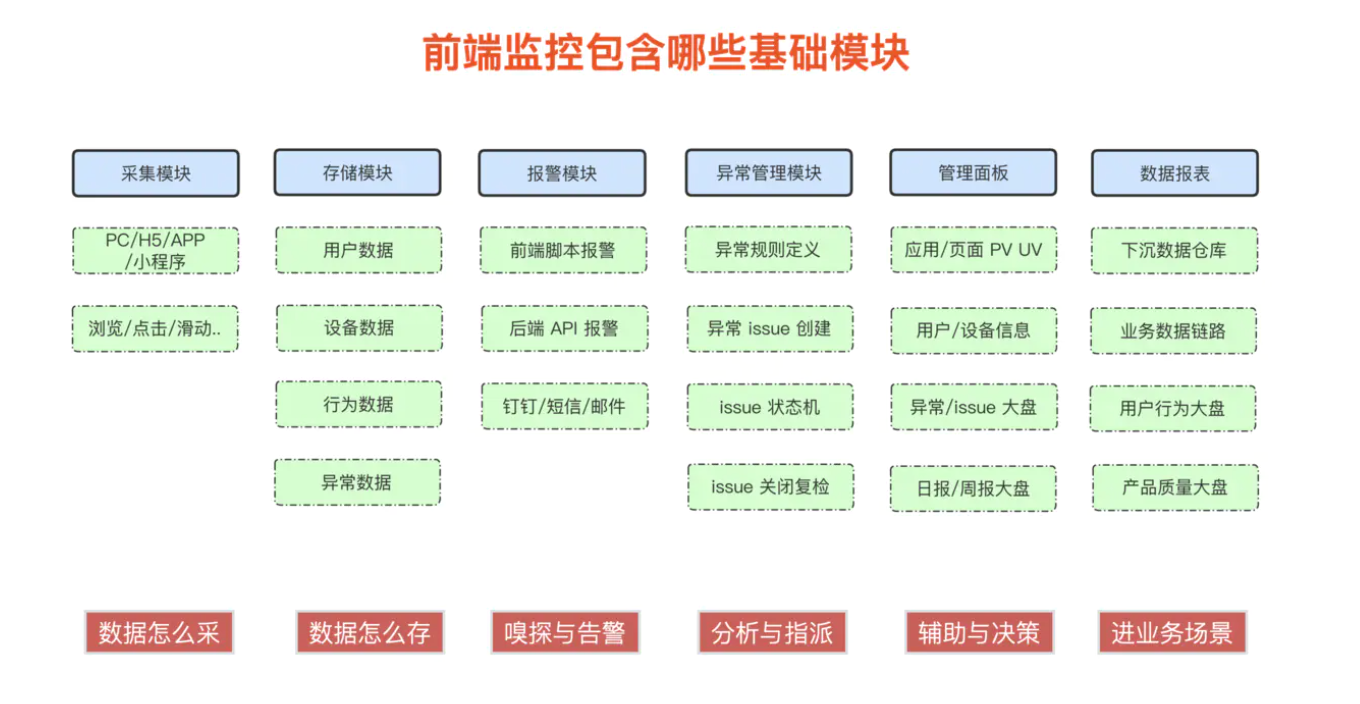 前端监控包含哪些基础模块
采集模块
存储模块
报警模块
异常管理模块
管理面板
数据报表
PC/H5/APP
/小程序
用户数据
前端脚本报警
异常规则定义
应用/页面 PV UV
下沉数据仓库
浏览/点击/滑动..
设备数据
后端 API 报警
异常 issue 创建
用户/设备信息
业务数据链路
行为数据
钉钉/短信/邮件
issue 状态机
异常/issue 大盘
用户行为大盘
异常数据
issue 关闭复检
日报/周报大盘
产品质量大盘
数据怎么采
数据怎么存
嗅探与告警
分析与指派
辅助与决策
进业务场景